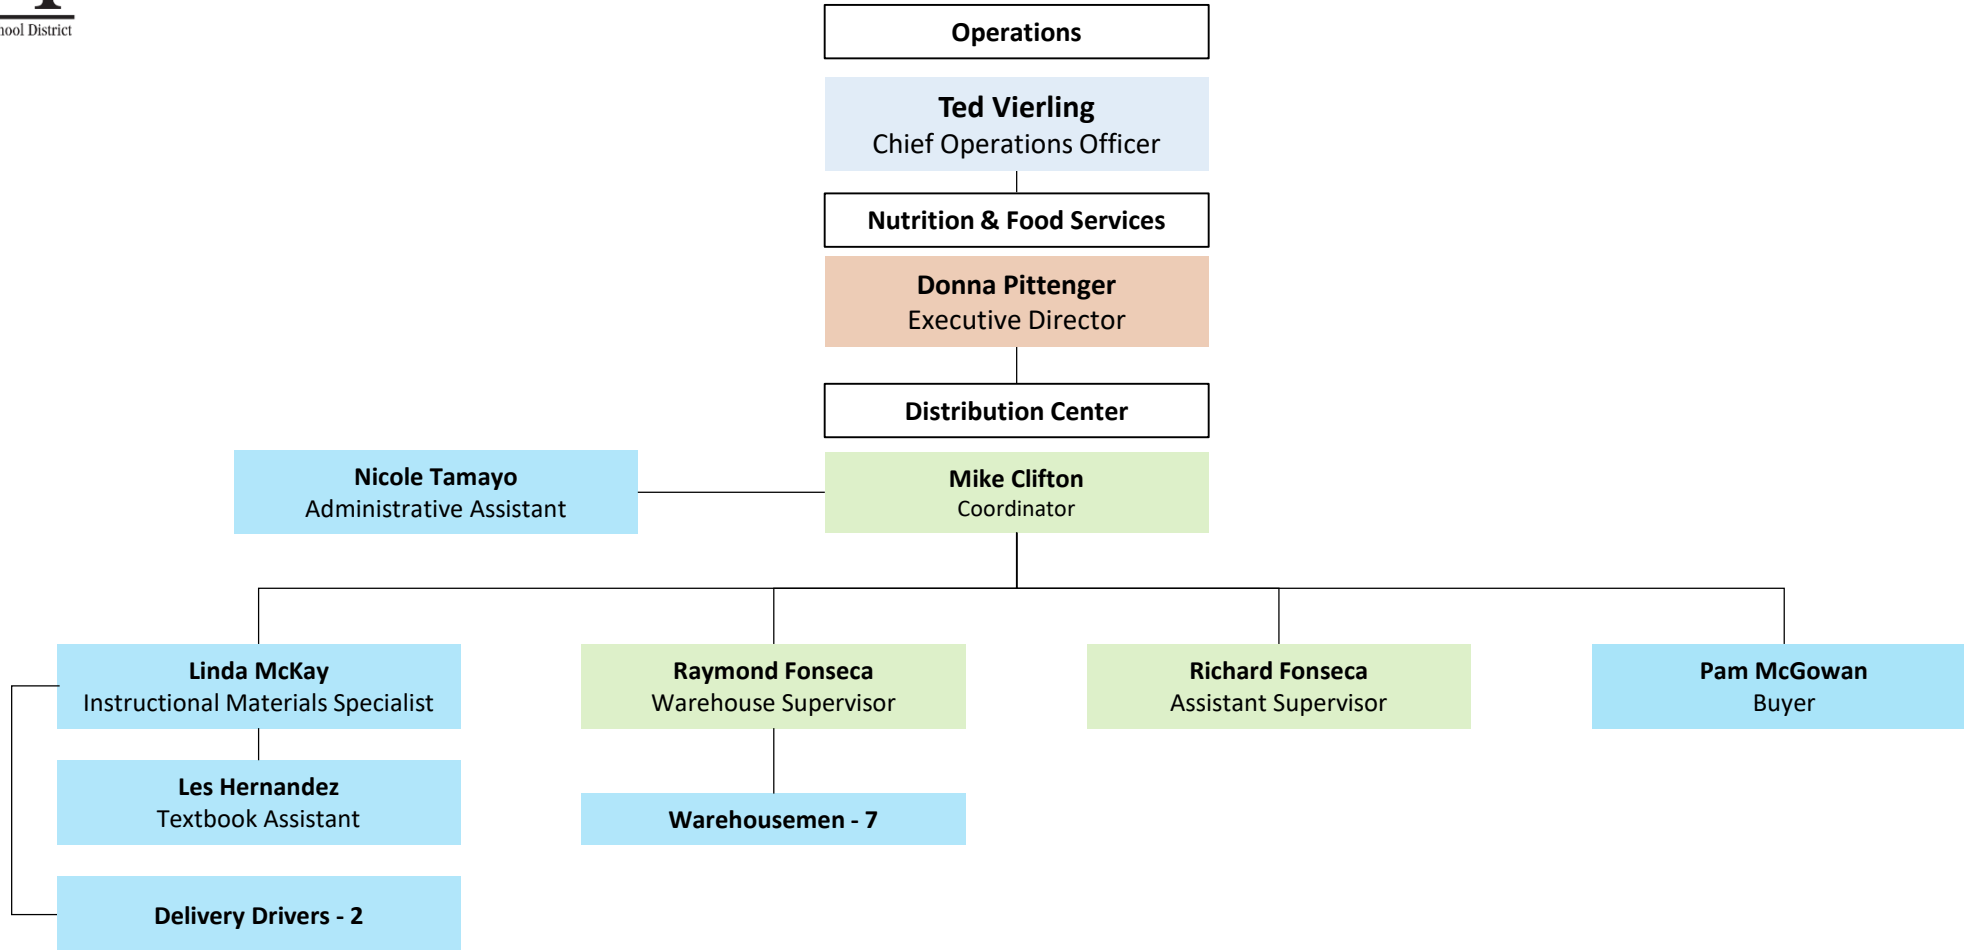 School District
Operations
Ted Vierling
Chief Operations Officer
Nutrition & Food Services
Donna Pittenger
Executive Director
Distribution Center
Nicole Tamayo
Administrative Assistant
Mike Clifton
Coordinator
Linda McKay
Instructional Materials Specialist
Raymond Fonseca
Warehouse Supervisor
Richard Fonseca
Assistant Supervisor
Pam McGowan
Buyer
Les Hernandez
Textbook Assistant
Warehousemen - 7
Delivery Drivers - 2